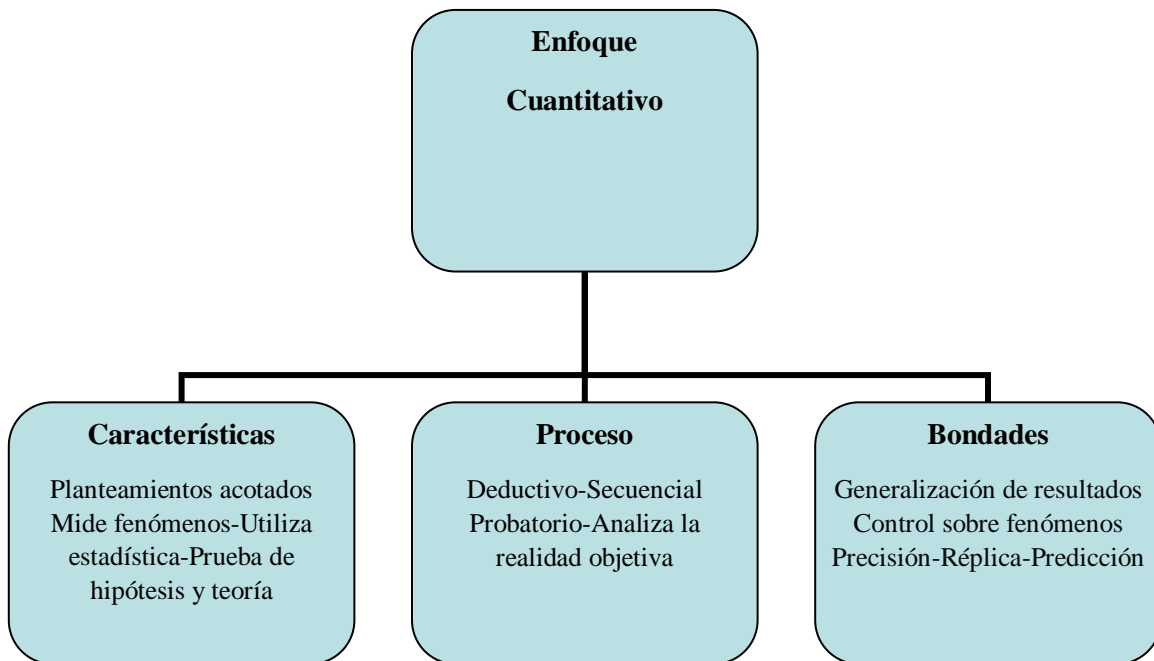 Enfoque
Cuantitativo
Características
Planteamientos acotados
Mide fenómenos-Utiliza
estadística-Prueba de
hipótesis y teoría
Proceso
Deductivo-Secuencial
Probatorio-Analiza la
realidad objetiva
Bondades
Generalización de resultados
Control sobre fenómenos
Precisión-Réplica-Predicción